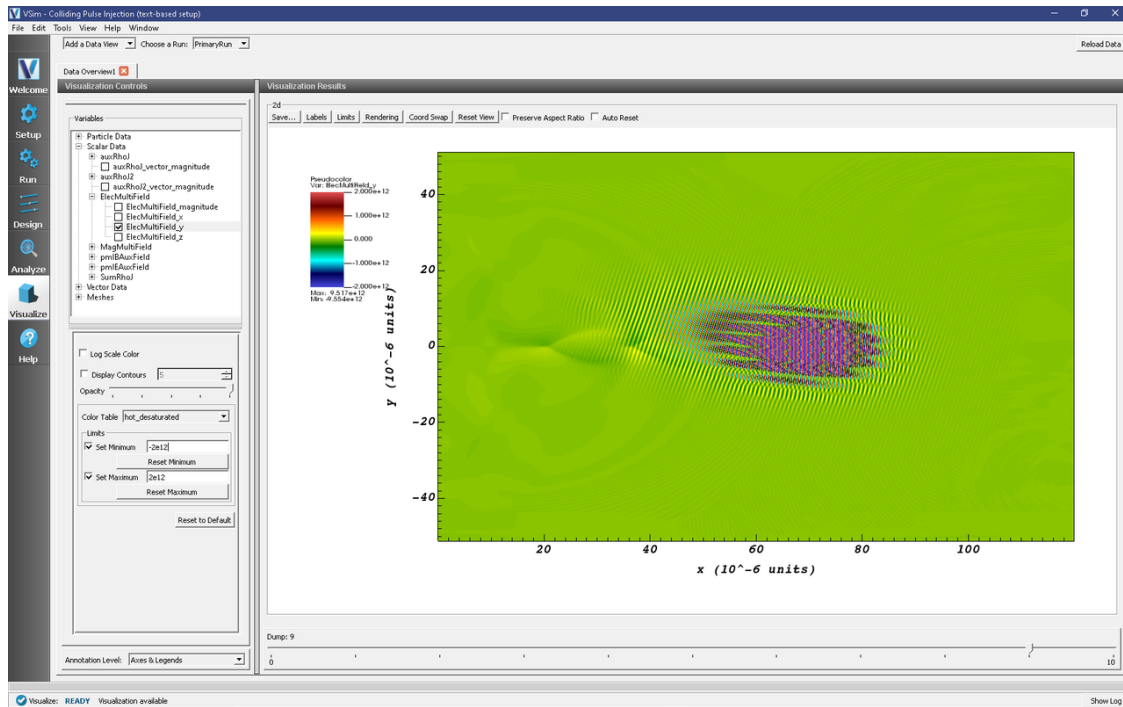 VSim - Colliding Pulse Injection (text-based setup)
File Edit Tools View Help Window
Add a Data View Choose a Run: PrimaryRun Reload Data
Data Overview1
Welcome
Setup
Run
Design
Analyze
Visualize
Help
Visualization Controls
Variables
Particle Data
Scalar Data
auxRhoJ
auxRhoJ_vector_magnitude
auxRhoJ2
auxRhoJ2_vector_magnitude
ElecMultiField
ElecMultiField_magnitude
ElecMultiField_x
ElecMultiField_y
ElecMultiField_z
MagMultiField
pmlBAuxField
pmlEAuxField
SumRhoJ
Vector Data
Meshes
Log Scale Color
Display Contours 5
Opacity
Color Table hot_desaturated
Limits
Set Minimum -2e12
Reset Minimum
Set Maximum 2e12
Reset Maximum
Reset to Default
Annotation Level: Axes & Legends
Visualization Results
2d
Save... Labels Limits Rendering Coord Swap Reset View Preserve Aspect Ratio Auto Reset
Pseudocolor
Var: ElecMultiField_y
2.000e+12
1.000e+12
0.000
-1.000e+12
-2.000e+12
Max: 9.517e+12
Min: -9.554e+12
y (10^-6 units)
40
20
0
-20
-40
20 40 60 80 100
x (10^-6 units)
Dump: 9
0 10
Visualize: READY Visualization available Show Log